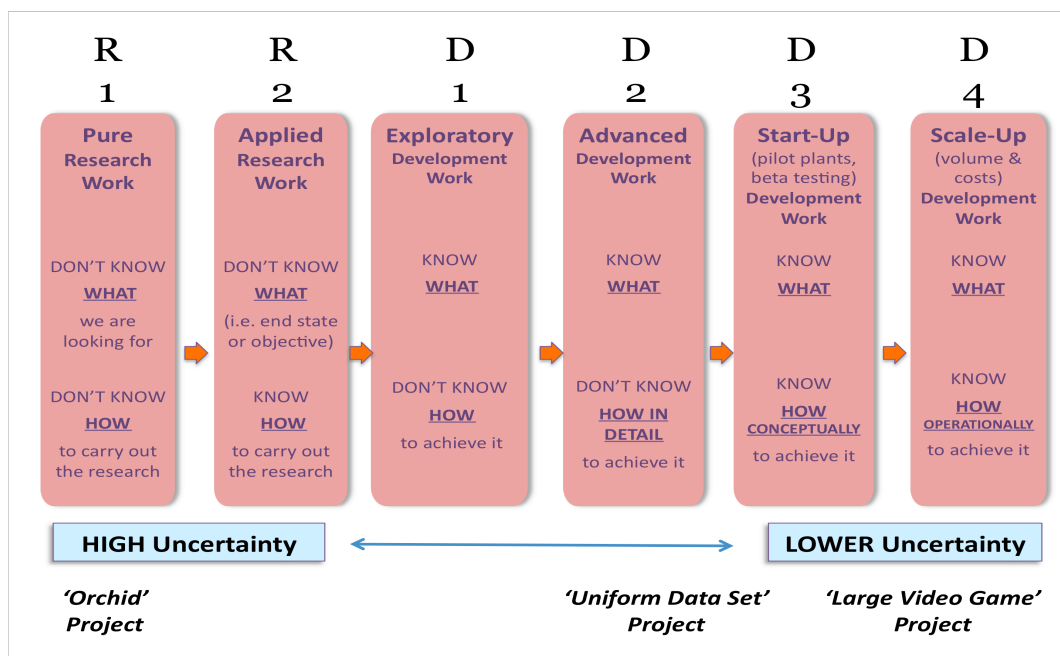 R
1
Pure
Research
Work
DON’T KNOW
WHAT
we are
looking for
DON’T KNOW
HOW
to carry out
the research
R
2
Applied
Research
Work
DON’T KNOW
WHAT
(i.e. end state
or objective)
KNOW
HOW
to carry out
the research
D
1
Exploratory
Development
Work
KNOW
WHAT
DON’T KNOW
HOW
to achieve it
D
2
Advanced
Development
Work
KNOW
WHAT
DON’T KNOW
HOW IN
DETAIL
to achieve it
D
3
Start-Up
(pilot plants,
beta testing)
Development
Work
KNOW
WHAT
KNOW
HOW
CONCEPTUALLY
to achieve it
D
4
Scale-Up
(volume &
costs)
Development
Work
KNOW
WHAT
KNOW
HOW
OPERATIONALLY
to achieve it
HIGH Uncertainty
LOWER Uncertainty
‘Orchid’
Project
‘Uniform Data Set’
Project
‘Large Video Game’
Project